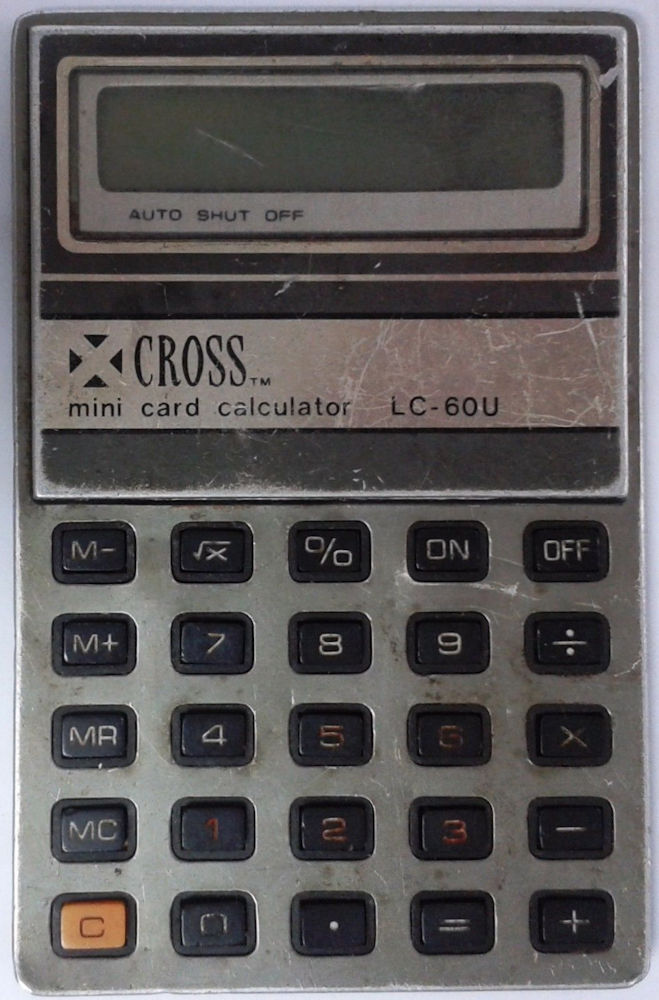 AUTO SHUT OFF
CROSS™
mini card calculator LC-60U
M- √x % ON OFF
M+ 7 8 9 ÷
MR 4 5 6 ×
MC 1 2 3 −
C 0 . = +